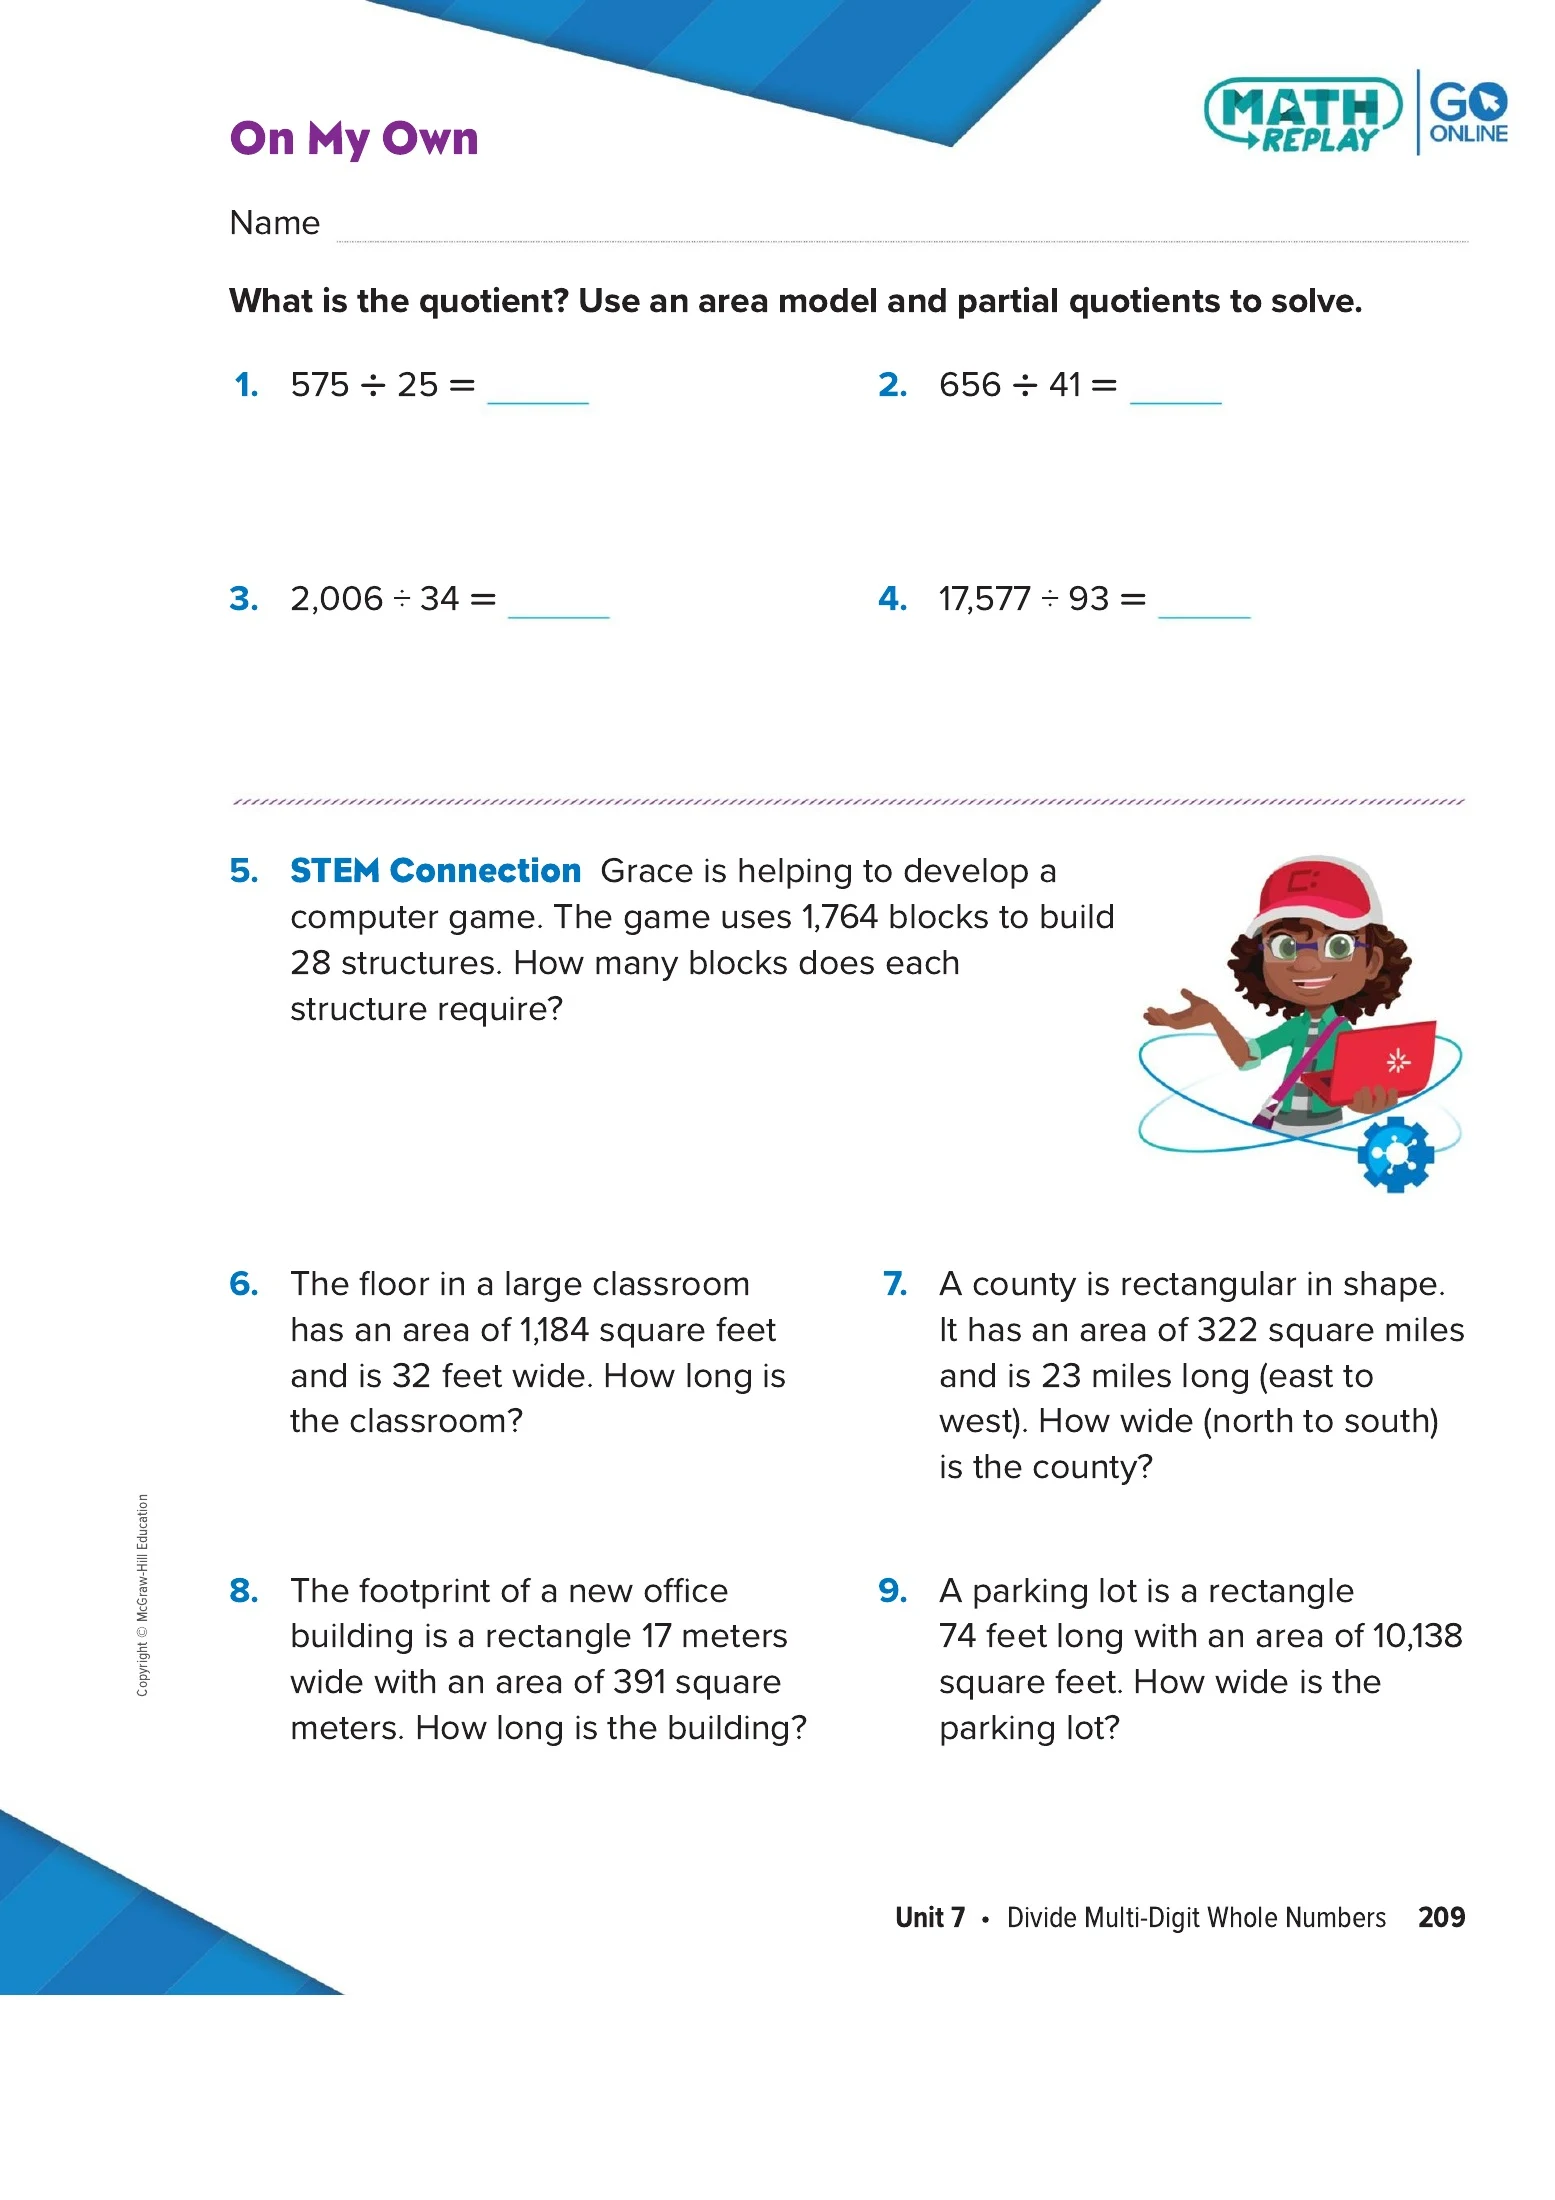 MATH
REPLAY
GO
ONLINE
On My Own
Name
What is the quotient? Use an area model and partial quotients to solve.
1. 575 ÷ 25 = ____
2. 656 ÷ 41 = ____
3. 2,006 ÷ 34 = ____
4. 17,577 ÷ 93 = ____
5. STEM Connection Grace is helping to develop a
computer game. The game uses 1,764 blocks to build
28 structures. How many blocks does each
structure require?
C:
6. The floor in a large classroom
has an area of 1,184 square feet
and is 32 feet wide. How long is
the classroom?
7. A county is rectangular in shape.
It has an area of 322 square miles
and is 23 miles long (east to
west). How wide (north to south)
is the county?
8. The footprint of a new office
building is a rectangle 17 meters
wide with an area of 391 square
meters. How long is the building?
9. A parking lot is a rectangle
74 feet long with an area of 10,138
square feet. How wide is the
parking lot?
Copyright © McGraw-Hill Education
Unit 7 • Divide Multi-Digit Whole Numbers 209